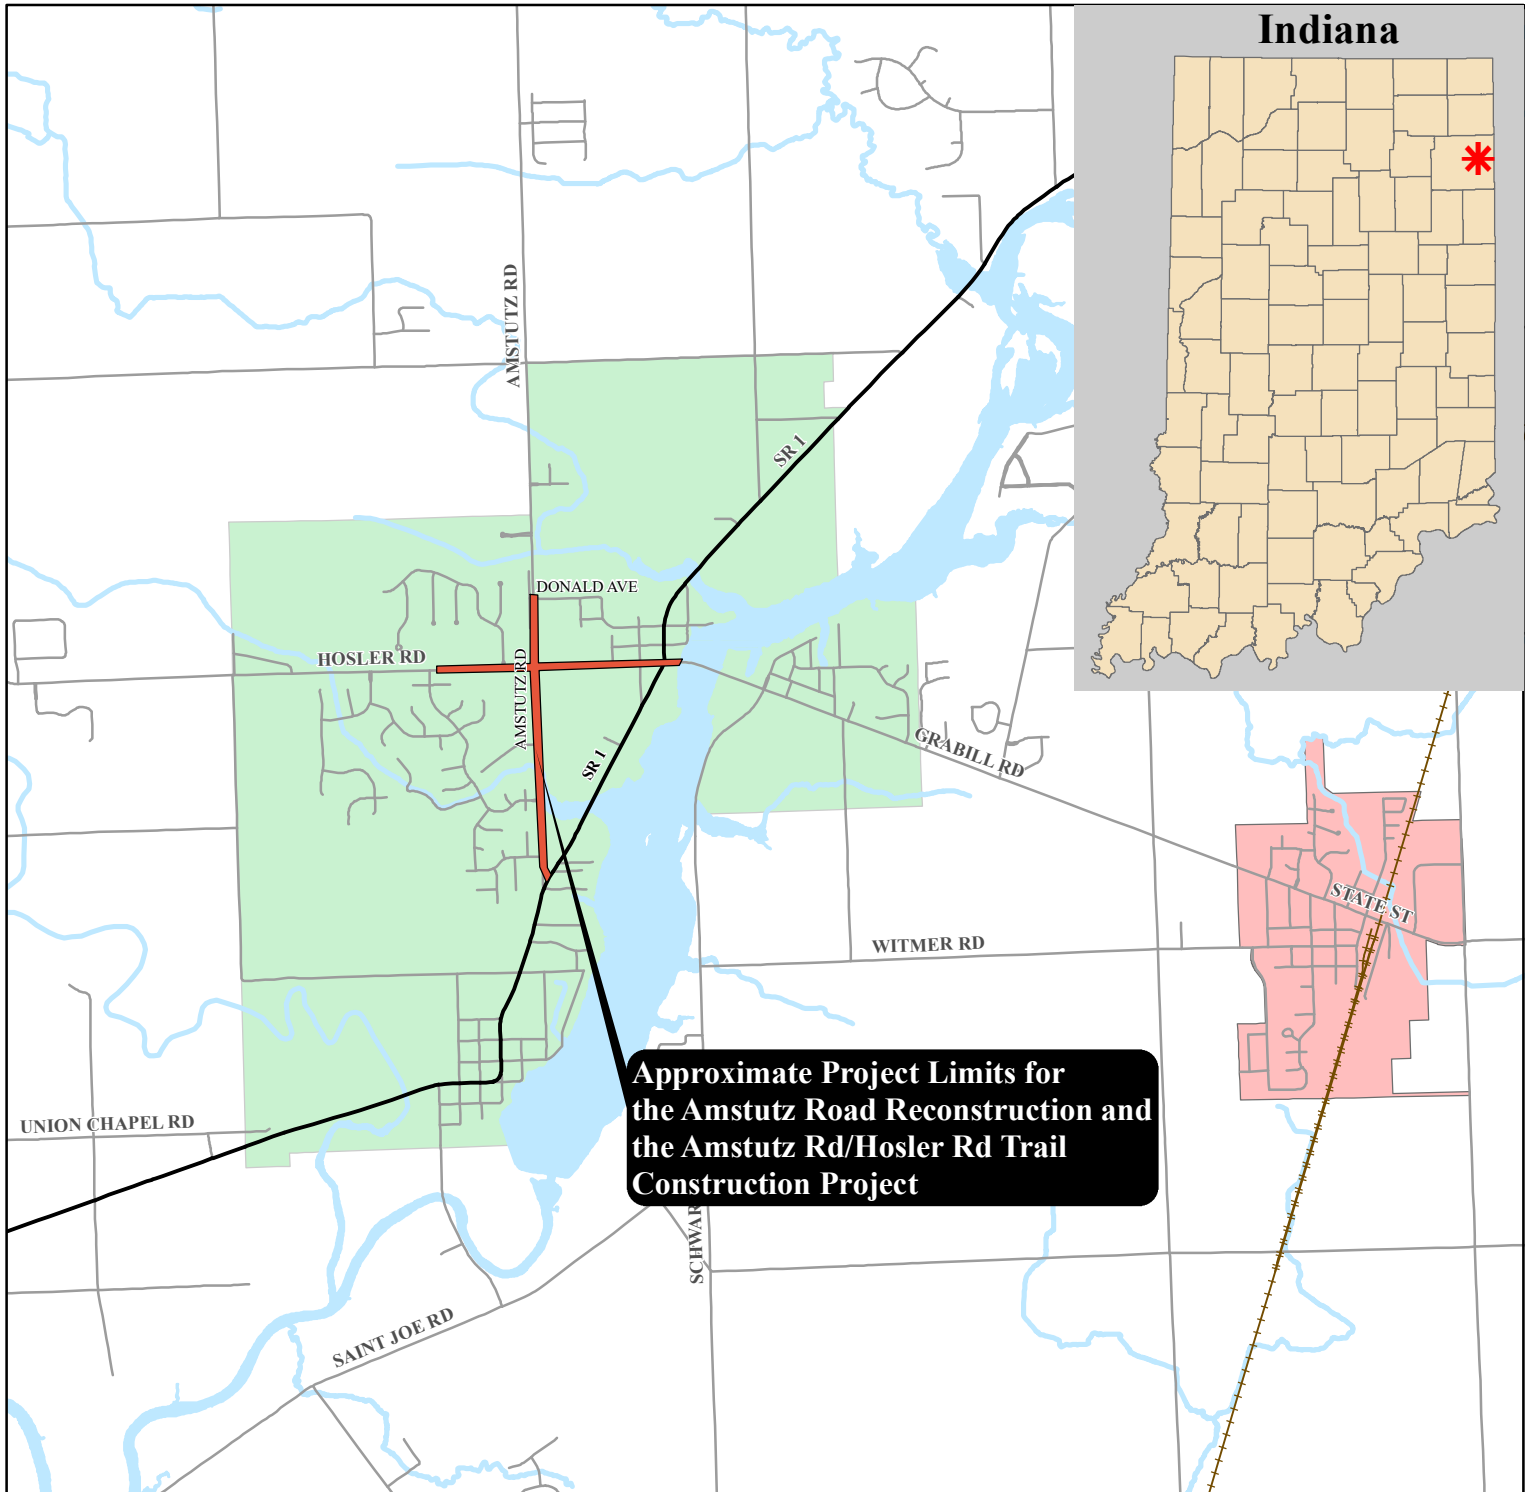 Indiana
AMSTUTZ RD
SR 1
DONALD AVE
HOSLER RD
AMSTUTZ RD
SR 1
GRABILL RD
STATE ST
WITMER RD
Approximate Project Limits for
the Amstutz Road Reconstruction and
the Amstutz Rd/Hosler Rd Trail
Construction Project
UNION CHAPEL RD
SCHWAR
SAINT JOE RD